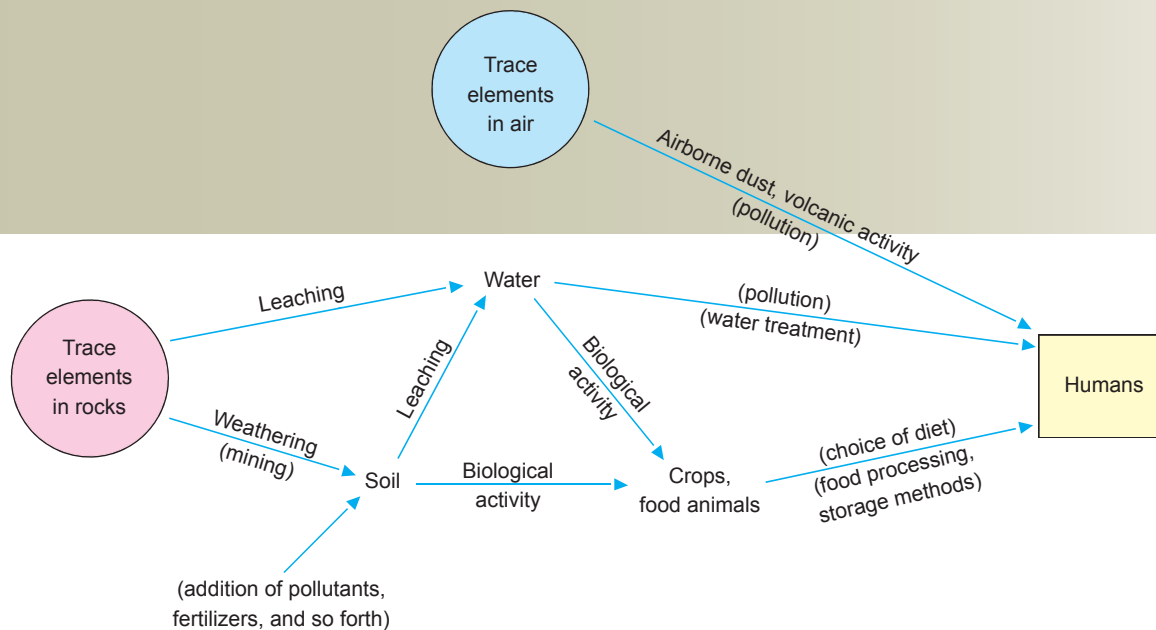 Trace
elements
in air
Airborne dust, volcanic activity
(pollution)
Water
Leaching
(pollution)
(water treatment)
Trace
elements
in rocks
Leaching
Biological
activity
Humans
Weathering
(mining)
Soil
Biological
activity
Crops,
food animals
(choice of diet)
(food processing,
storage methods)
(addition of pollutants,
fertilizers, and so forth)